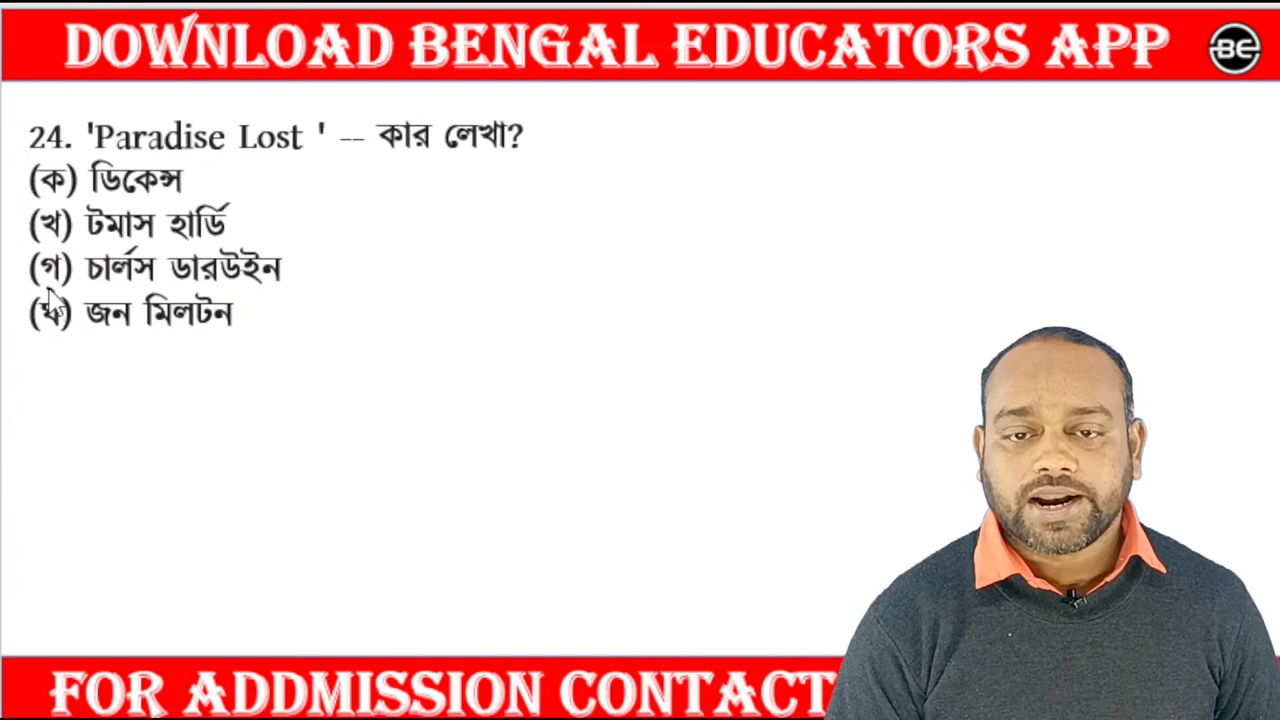 DOWNLOAD BENGAL EDUCATORS APP
BE
24. 'Paradise Lost ' -- কার লেখা?
(ক) ডিকেন্স
(খ) টমাস হার্ডি
(গ) চার্লস ডারউইন
(ঘ) জন মিলটন
FOR ADDMISSION CONTACT